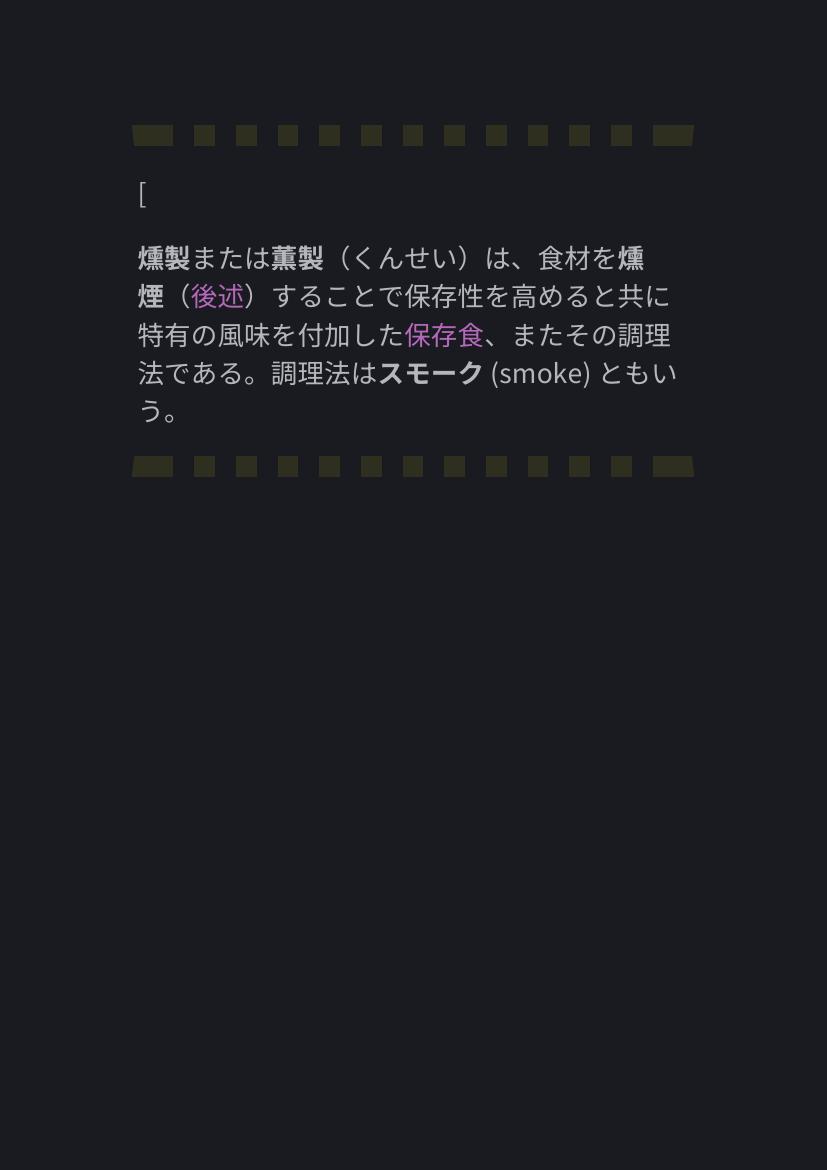 [
燻製または薫製（くんせい）は、食材を燻
煙（後述）することで保存性を高めると共に
特有の風味を付加した保存食、またその調理
法である。調理法はスモーク (smoke) ともい
う。